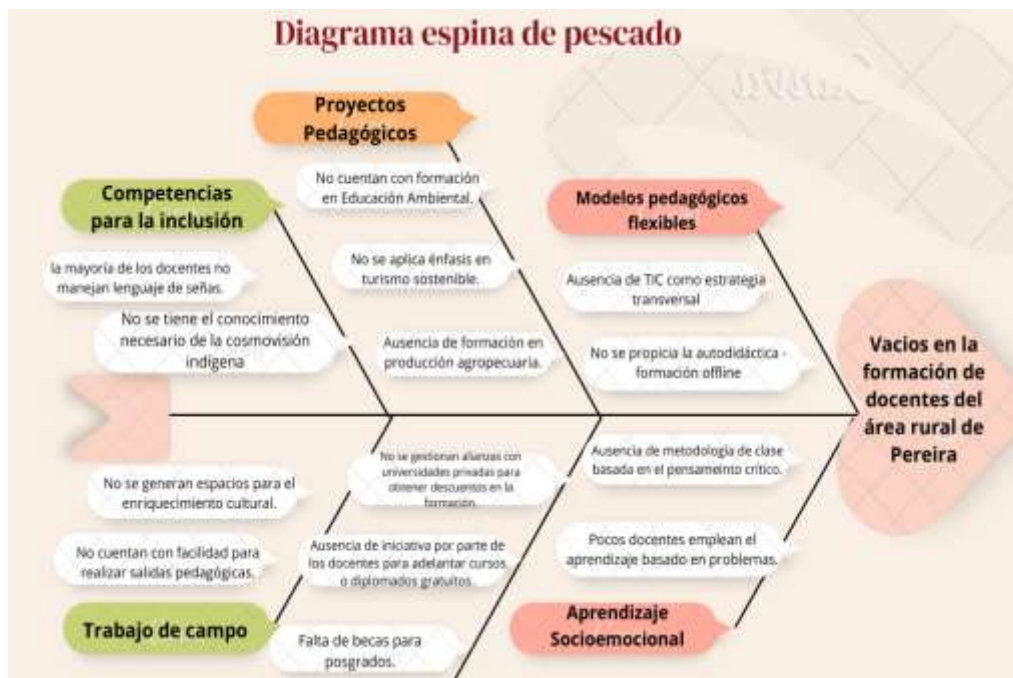 Diagrama espina de pescado
Proyectos
Pedagógicos
No cuentan con formación
en Educación Ambiental.
No se aplica énfasis en
turismo sostenible.
Ausencia de formación en
producción agropecuaria.
Competencias
para la inclusión
la mayoría de los docentes no
manejan lenguaje de señas.
No se tiene el conocimiento
necesario de la cosmovisión
indígena
Modelos pedagógicos
flexibles
Ausencia de TIC como estrategia
transversal
No se propicia la autodidáctica -
formación offline
Vacios en la
formación de
docentes del
área rural de
Pereira
No se generan espacios para el
enriquecimiento cultural.
No cuentan con facilidad para
realizar salidas pedagógicas.
Trabajo de campo
No se gestionan alianzas con
universidades privadas para
obtener descuentos en la
formación.
Ausencia de iniciativa por parte de
los docentes para adelantar cursos
o diplomados gratuitos.
Falta de becas para
posgrados.
Ausencia de metodología de clase
basada en el pensameinto crítico.
Pocos docentes emplean el
aprendizaje basado en problemas.
Aprendizaje
Socioemocional